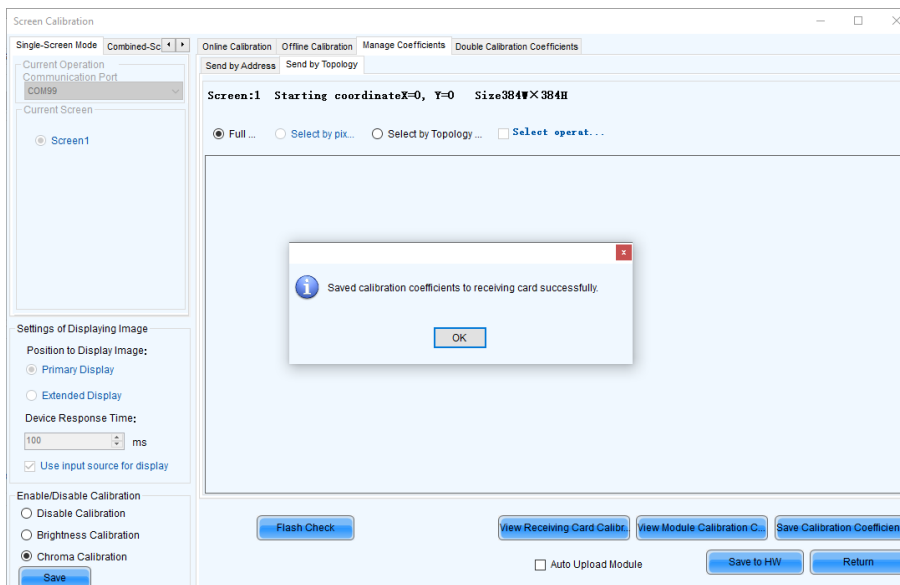 Screen Calibration
Single-Screen Mode Combined-Sc
Current Operation
Communication Port
COM99
Current Screen
Screen1
Settings of Displaying Image
Position to Display Image:
Primary Display
Extended Display
Device Response Time:
100 ms
Use input source for display
Enable/Disable Calibration
Disable Calibration
Brightness Calibration
Chroma Calibration
Save
Online Calibration Offline Calibration Manage Coefficients Double Calibration Coefficients
Send by Address Send by Topology
Screen:1 Starting coordinateX=0, Y=0 Size384W×384H
Full ... Select by pix... Select by Topology ... Select operat...
Saved calibration coefficients to receiving card successfully.
OK
Flash Check View Receiving Card Calibr... View Module Calibration C... Save Calibration Coefficien
Auto Upload Module Save to HW Return